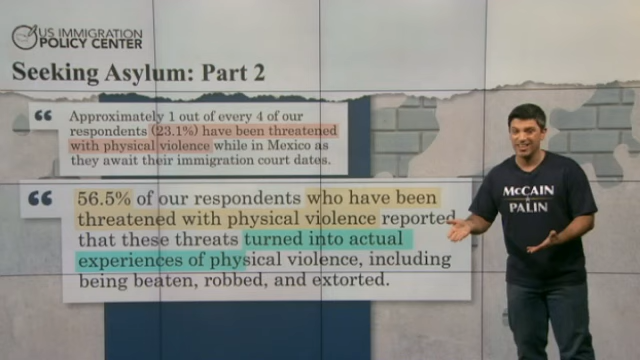 US IMMIGRATION
POLICY CENTER
Seeking Asylum: Part 2
“ Approximately 1 out of every 4 of our
respondents (23.1%) have been threatened
with physical violence while in Mexico as
they await their immigration court dates.
“ 56.5% of our respondents who have been
threatened with physical violence reported
that these threats turned into actual
experiences of physical violence, including
being beaten, robbed, and extorted.
McCAIN
PALIN